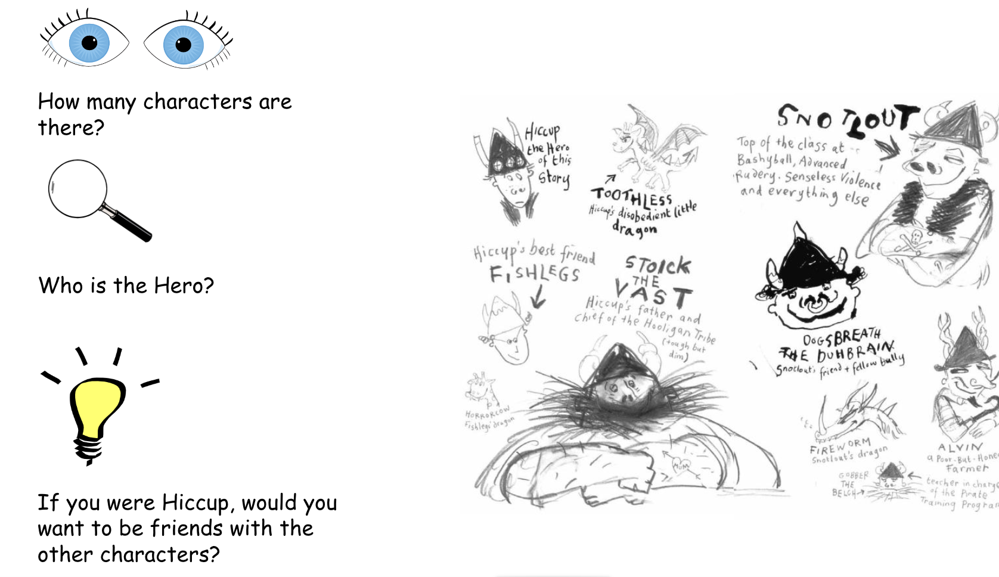 How many characters are
there?
Who is the Hero?
If you were Hiccup, would you
want to be friends with the
other characters?
Hiccup
the Hero
of this
Story
TOOTHLESS
Hiccup's disobedient little
dragon
SNOTLOUT
Top of the class at
Bashyball, Advanced
Rudery, Senseless Violence
and everything else
Hiccup's best friend
FISHLEGS
STOICK
THE
VAST
Hiccup's father and
Chief of the Hooligan Tribe
(tough but
dim)
DOGSBREATH
THE DUHBRAIN
Snotlout's friend + fellow bully
HORRORCOW
Fishlegs' dragon
MUM
FIREWORM
Snotlout's dragon
ALVIN
a Poor-But-Hone
Farmer
GOBBER
THE
BELCH
teacher in charg
of the Pirate
Training Program